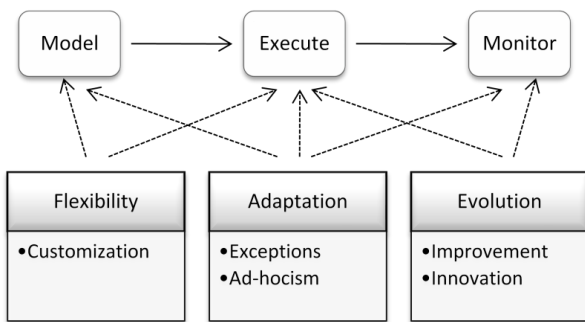 Model Execute Monitor
Flexibility Adaptation Evolution
•Customization •Exceptions •Improvement
•Ad-hocism •Innovation